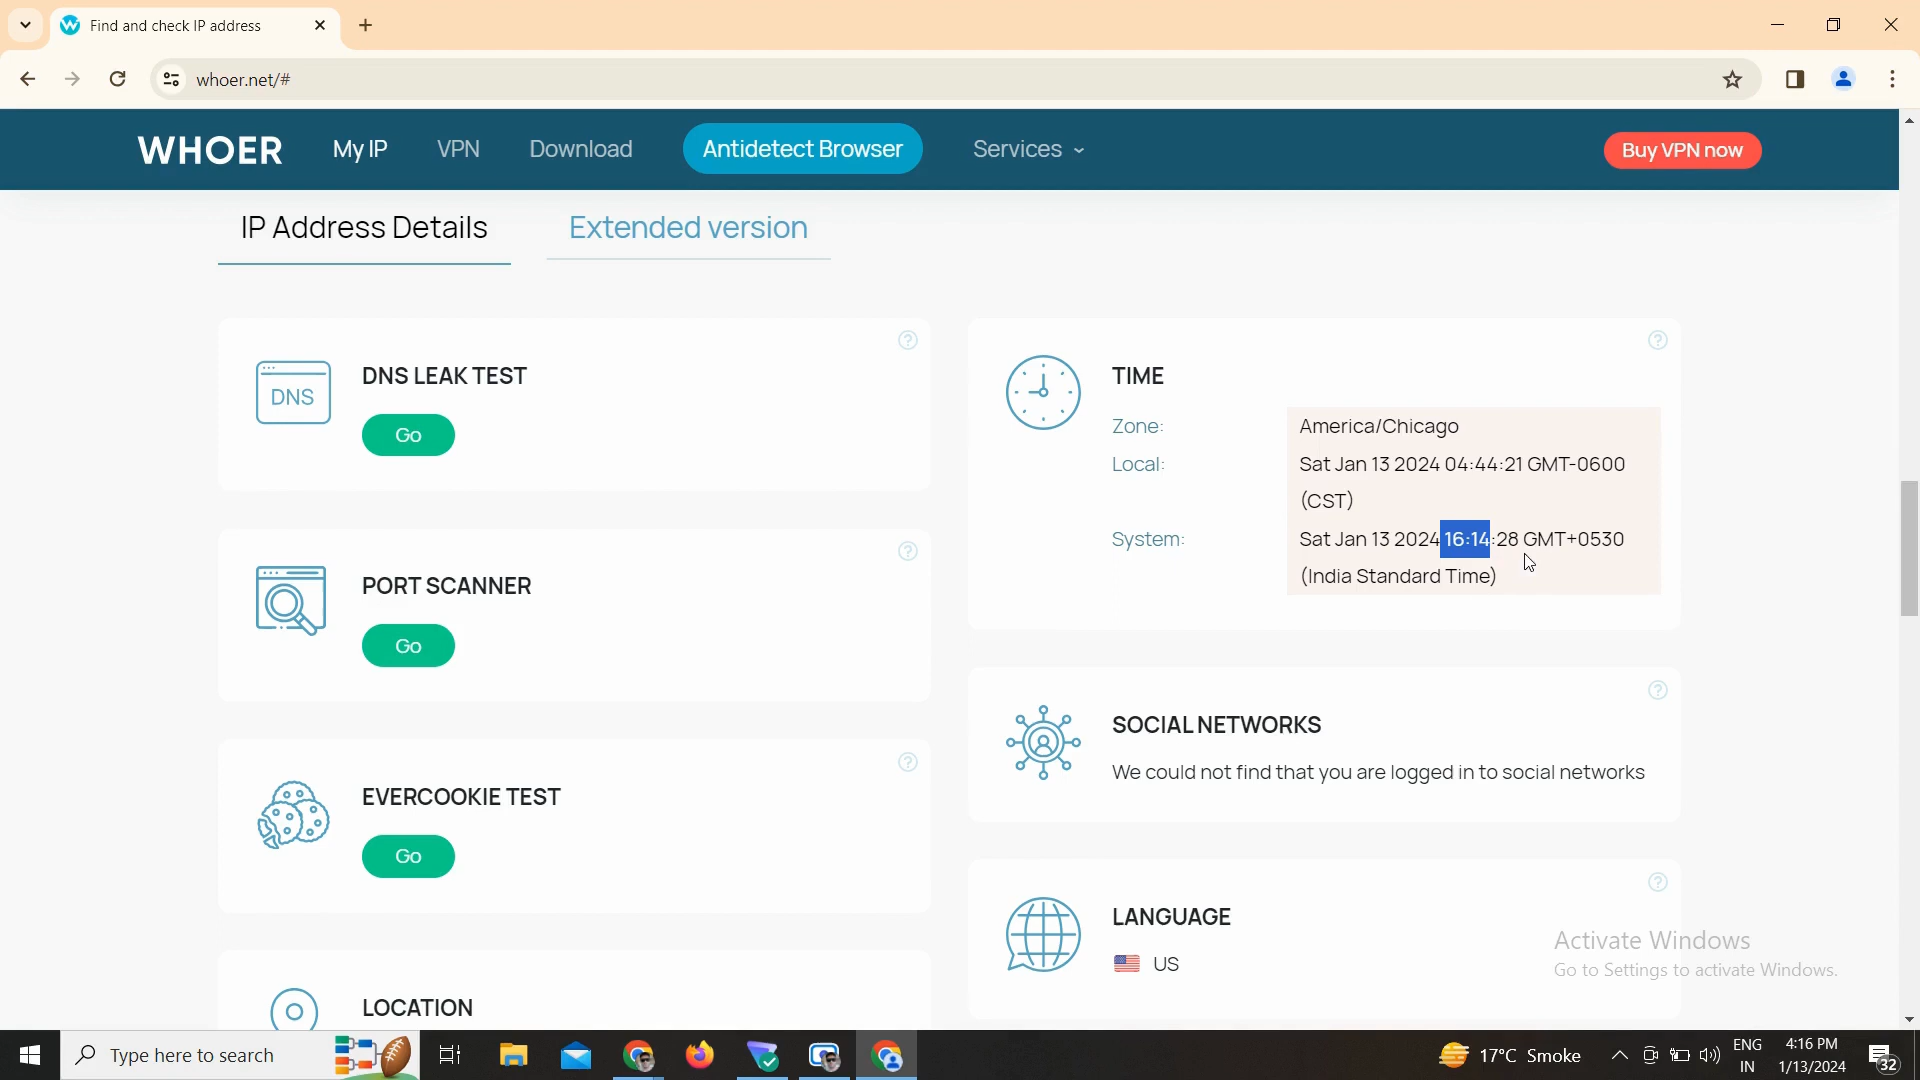 Find and check IP address
whoer.net/#
WHOER
My IP
VPN
Download
Antidetect Browser
Services
Buy VPN now
IP Address Details
Extended version
DNS
DNS LEAK TEST
Go
PORT SCANNER
Go
EVERCOOKIE TEST
Go
LOCATION
TIME
Zone: America/Chicago
Local: Sat Jan 13 2024 04:44:21 GMT-0600
(CST)
System: Sat Jan 13 2024 16:14:28 GMT+0530
(India Standard Time)
SOCIAL NETWORKS
We could not find that you are logged in to social networks
LANGUAGE
US
Activate Windows
Go to Settings to activate Windows.
Type here to search
17°C Smoke
ENG
IN
4:16 PM
1/13/2024
32